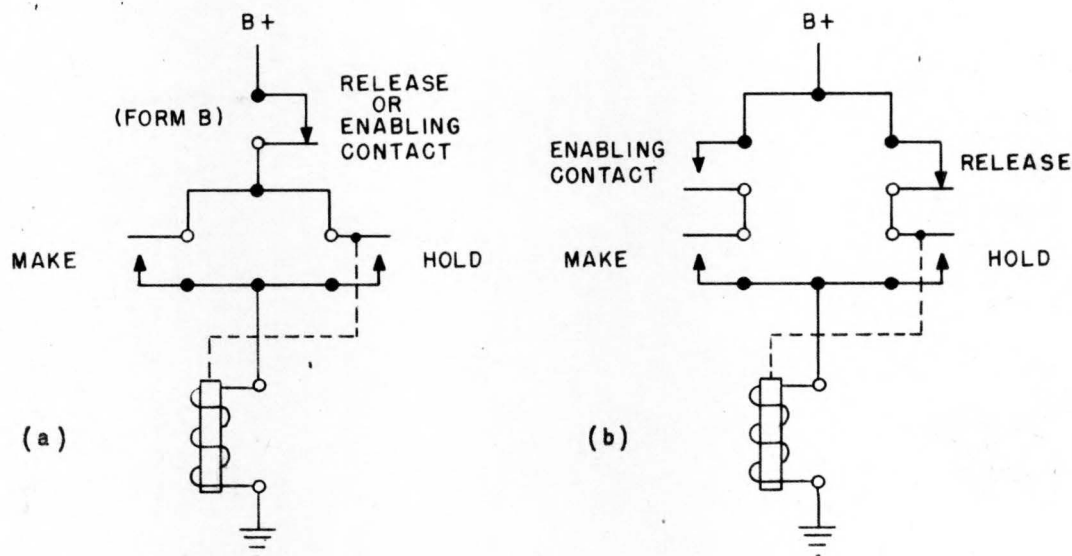 B+
(FORM B)
RELEASE
OR
ENABLING
CONTACT
MAKE
HOLD
(a)
B+
ENABLING
CONTACT
RELEASE
MAKE
HOLD
(b)